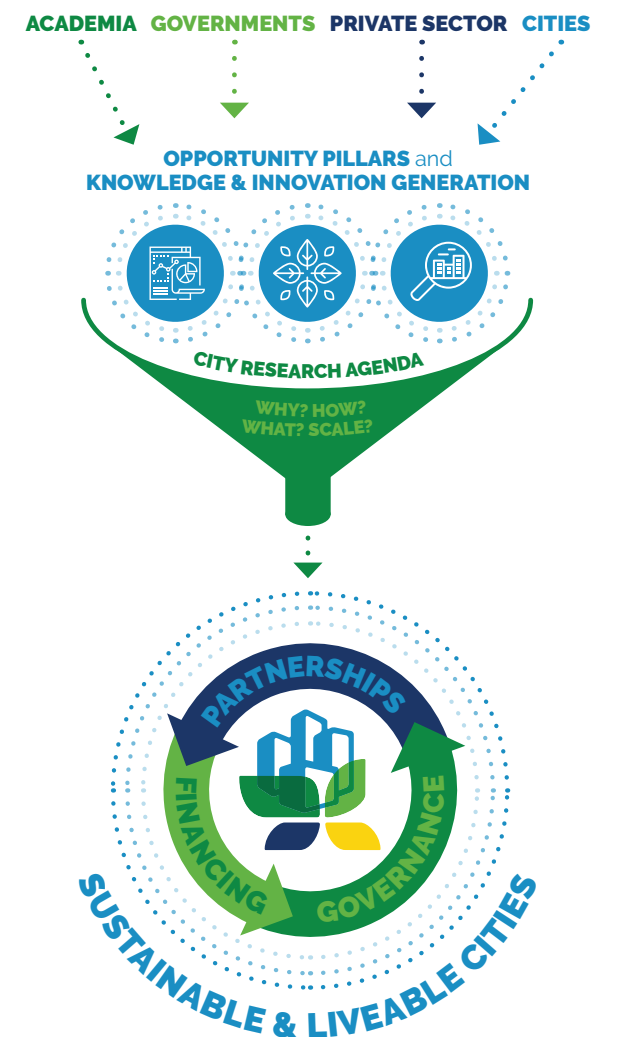 ACADEMIA GOVERNMENTS PRIVATE SECTOR CITIES
OPPORTUNITY PILLARS and
KNOWLEDGE & INNOVATION GENERATION
CITY RESEARCH AGENDA
WHY? HOW?
WHAT? SCALE?
PARTNERSHIPS
FINANCING
GOVERNANCE
SUSTAINABLE & LIVEABLE CITIES